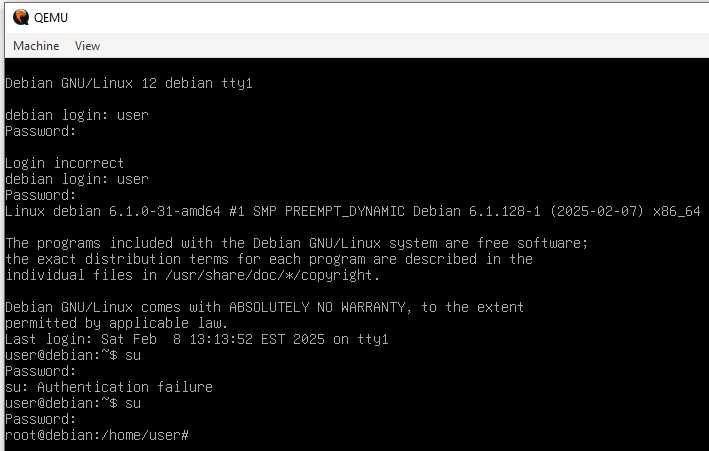 QEMU
Machine View
Debian GNU/Linux 12 debian tty1
debian login: user
Password:
Login incorrect
debian login: user
Password:
Linux debian 6.1.0-31-amd64 #1 SMP PREEMPT_DYNAMIC Debian 6.1.128-1 (2025-02-07) x86_64
The programs included with the Debian GNU/Linux system are free software;
the exact distribution terms for each program are described in the
individual files in /usr/share/doc/*/copyright.
Debian GNU/Linux comes with ABSOLUTELY NO WARRANTY, to the extent
permitted by applicable law.
Last login: Sat Feb  8 13:13:52 EST 2025 on tty1
user@debian:~$ su
Password:
su: Authentication failure
user@debian:~$ su
Password:
root@debian:/home/user#